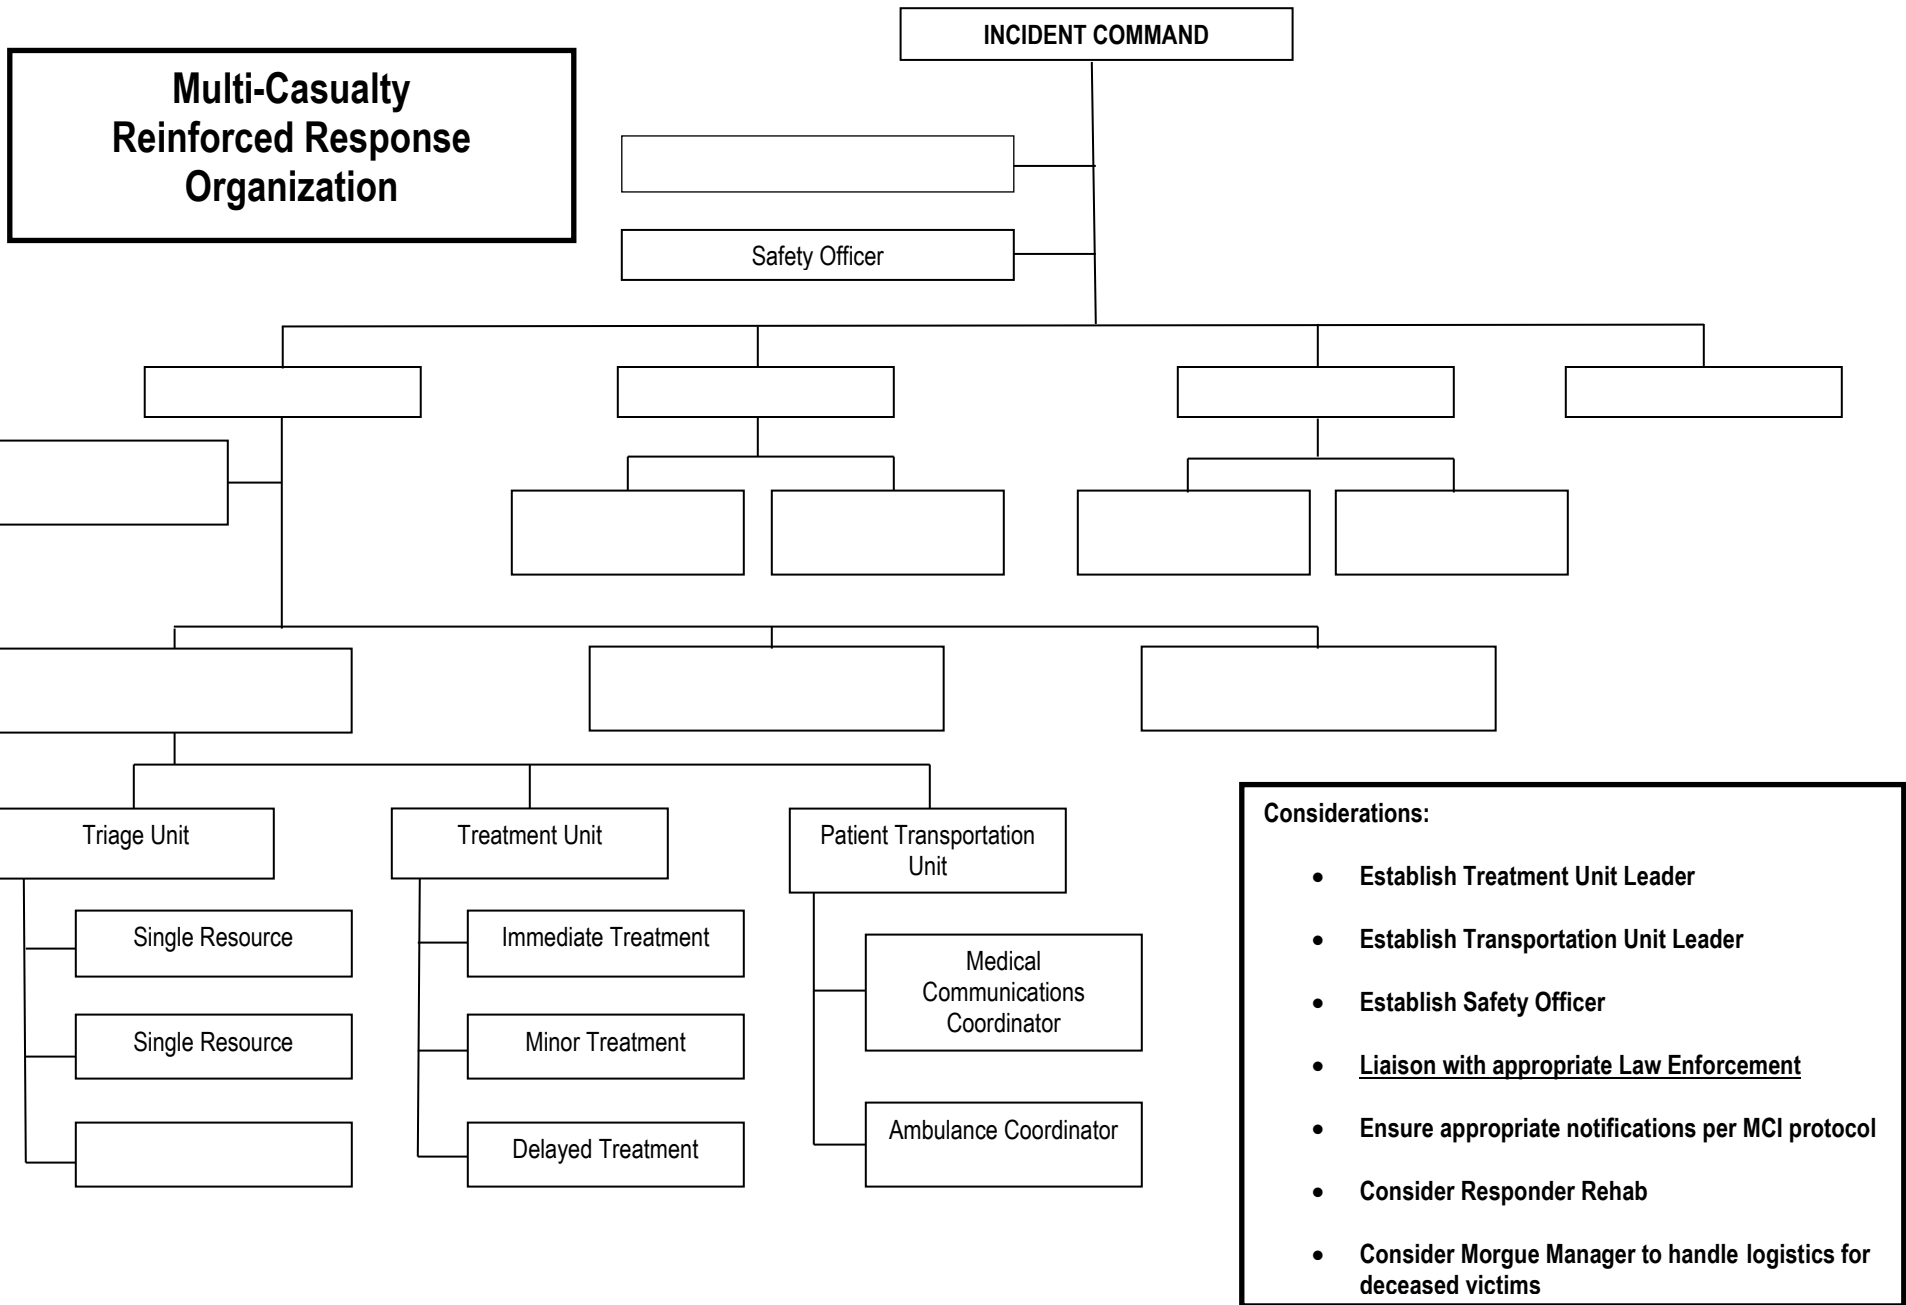 INCIDENT COMMAND
Multi-Casualty
Reinforced Response
Organization
Safety Officer
Triage Unit
Treatment Unit
Patient Transportation
Unit
Single Resource
Single Resource
Immediate Treatment
Minor Treatment
Delayed Treatment
Medical
Communications
Coordinator
Ambulance Coordinator
Considerations:
• Establish Treatment Unit Leader
• Establish Transportation Unit Leader
• Establish Safety Officer
• Liaison with appropriate Law Enforcement
• Ensure appropriate notifications per MCI protocol
• Consider Responder Rehab
• Consider Morgue Manager to handle logistics for
deceased victims